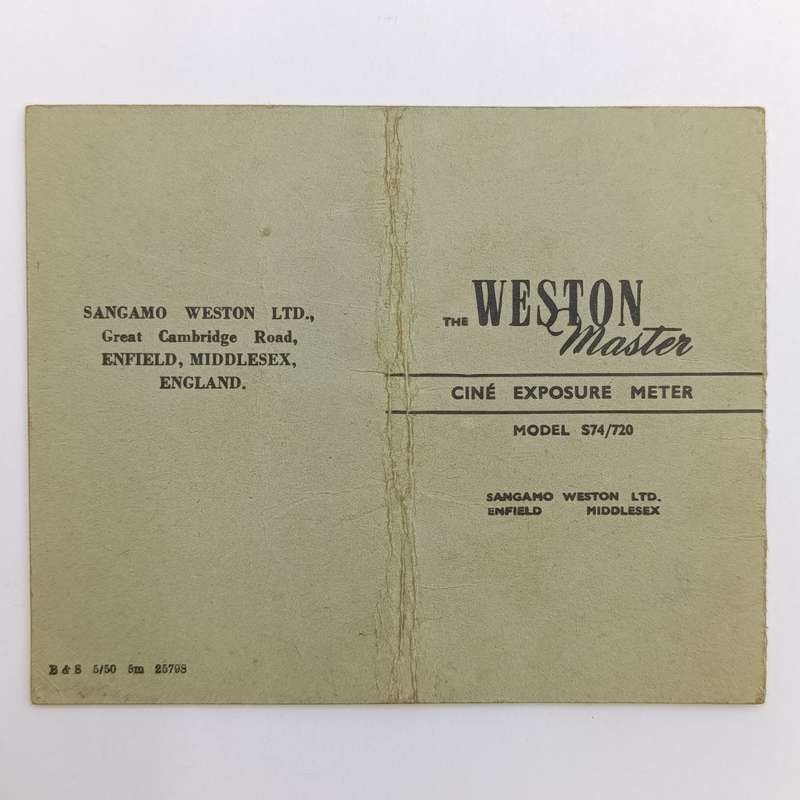 SANGAMO WESTON LTD.,
Great Cambridge Road,
ENFIELD, MIDDLESEX,
ENGLAND.
B & S 5/50 5m 25798
THE WESTON
Master
CINÉ EXPOSURE METER
MODEL S74/720
SANGAMO WESTON LTD.
ENFIELD MIDDLESEX